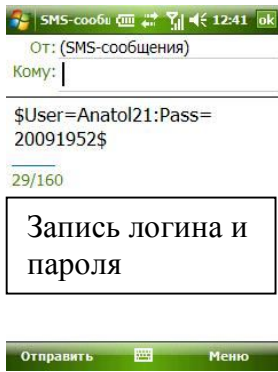 SMS-сообщ 12:41 ok
От: (SMS-сообщения)
Кому:
$User=Anatol21:Pass=
20091952$
29/160
Запись логина и
пароля
Отправить Меню